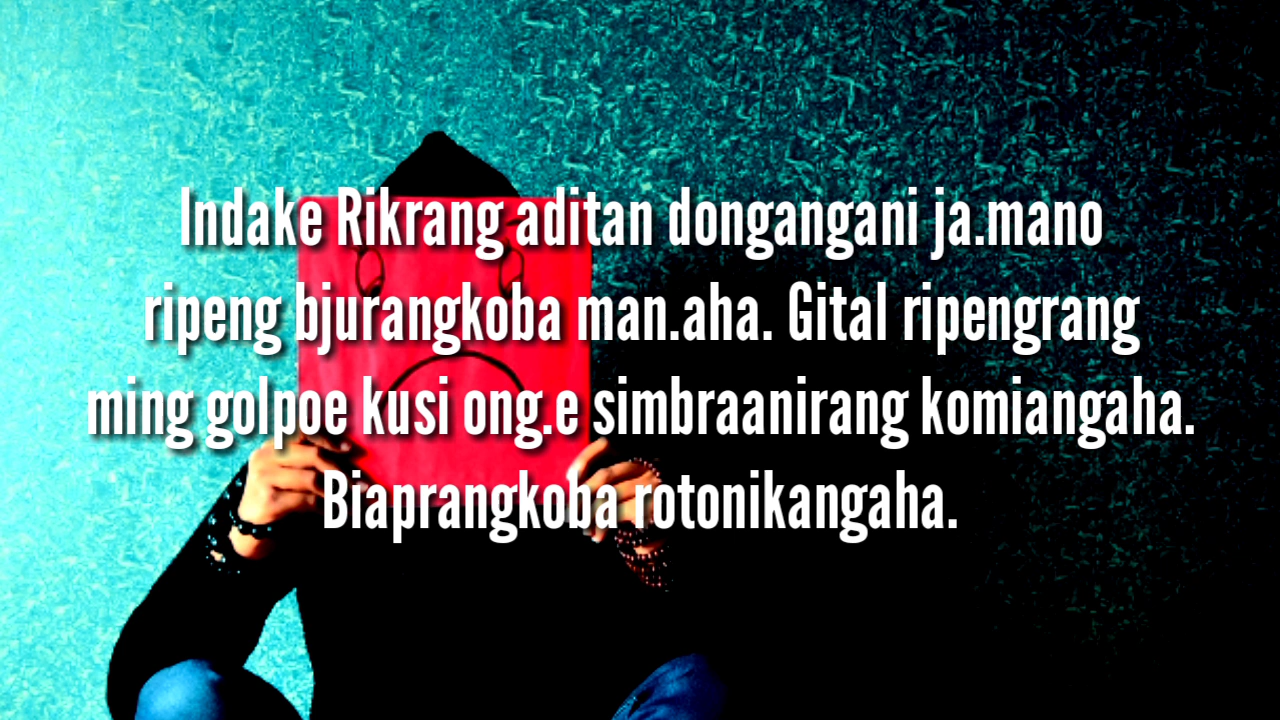 Indake Rikrang aditan dongangani ja.mano
ripeng bjurangkoba man.aha. Gital ripengrang
ming golpoe kusi ong.e simbraanirang komiangaha.
Biaprangkoba rotonikangaha.